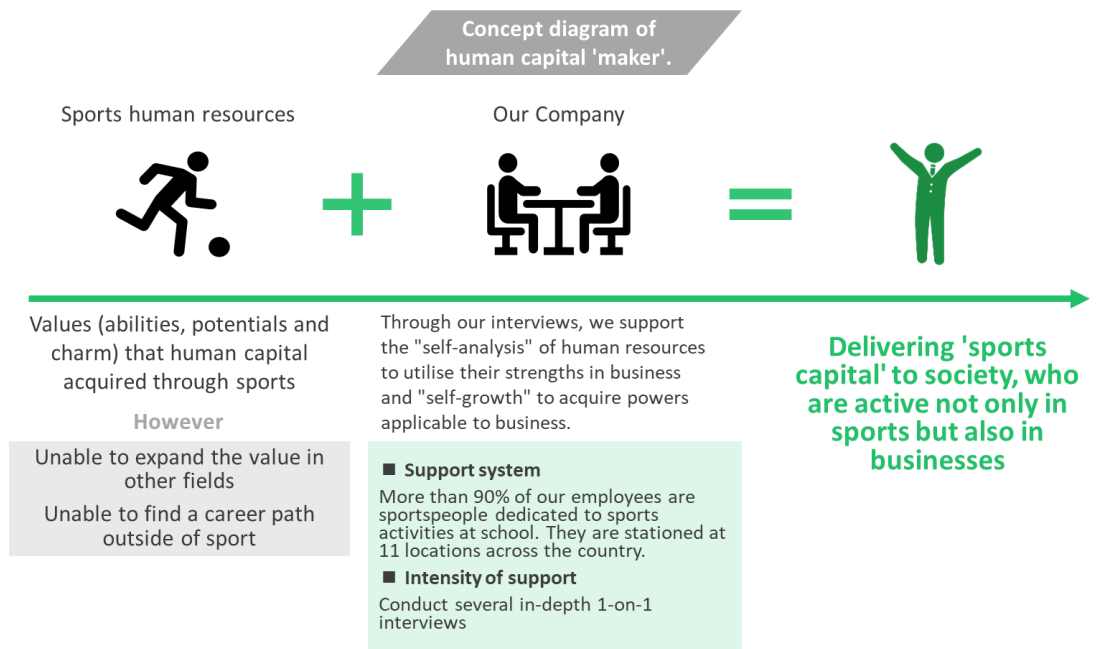 Concept diagram of
human capital 'maker'.
Sports human resources
Our Company
Values (abilities, potentials and
charm) that human capital
acquired through sports
However
Unable to expand the value in
other fields
Unable to find a career path
outside of sport
Through our interviews, we support
the "self-analysis" of human resources
to utilise their strengths in business
and "self-growth" to acquire powers
applicable to business.
■ Support system
More than 90% of our employees are
sportspeople dedicated to sports
activities at school. They are stationed at
11 locations across the country.
■ Intensity of support
Conduct several in-depth 1-on-1
interviews
Delivering 'sports
capital' to society, who
are active not only in
sports but also in
businesses